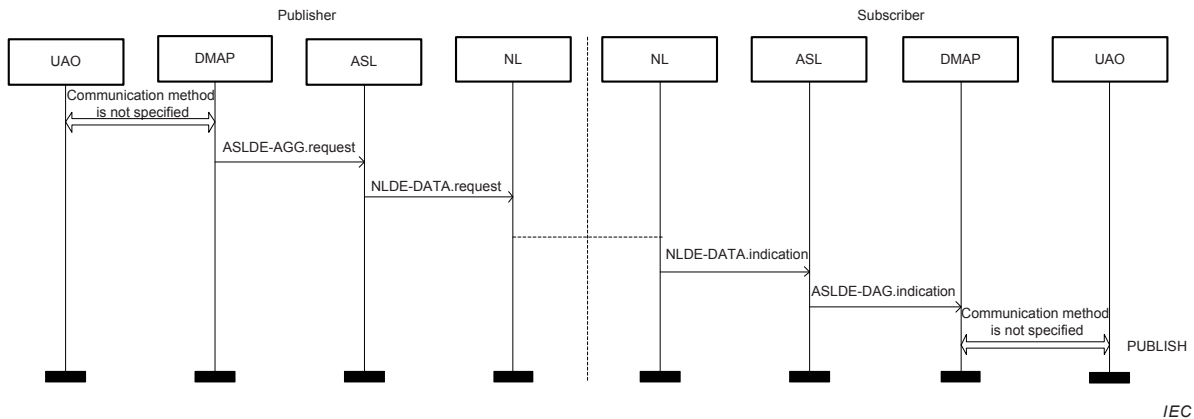 Publisher
Subscriber
UAO
DMAP
ASL
NL
NL
ASL
DMAP
UAO
Communication method
is not specified
ASLDE-AGG.request
NLDE-DATA.request
NLDE-DATA.indication
ASLDE-DAG.indication
Communication method
is not specified
PUBLISH
IEC